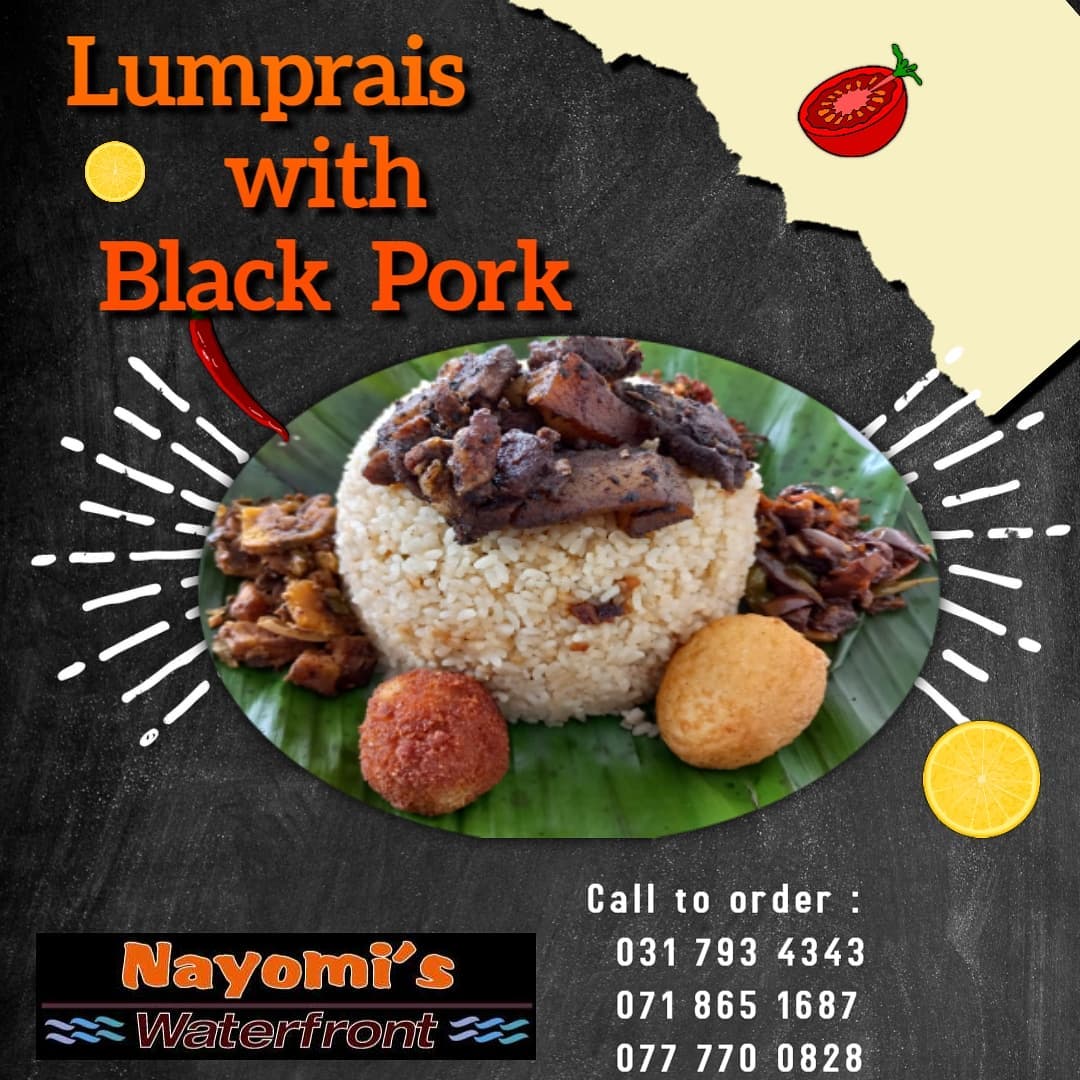 Lumprais
with
Black Pork
Call to order :
031 793 4343
071 865 1687
077 770 0828
Nayomi's
Waterfront